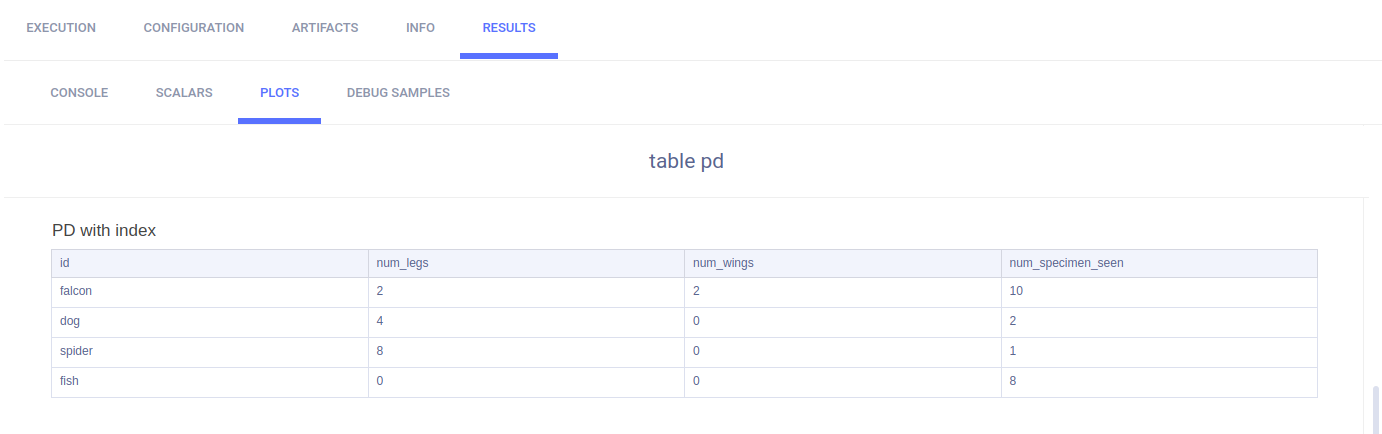 EXECUTION CONFIGURATION ARTIFACTS INFO RESULTS
CONSOLE SCALARS PLOTS DEBUG SAMPLES
table pd
PD with index
id num_legs num_wings num_specimen_seen
falcon 2 2 10
dog 4 0 2
spider 8 0 1
fish 0 0 8